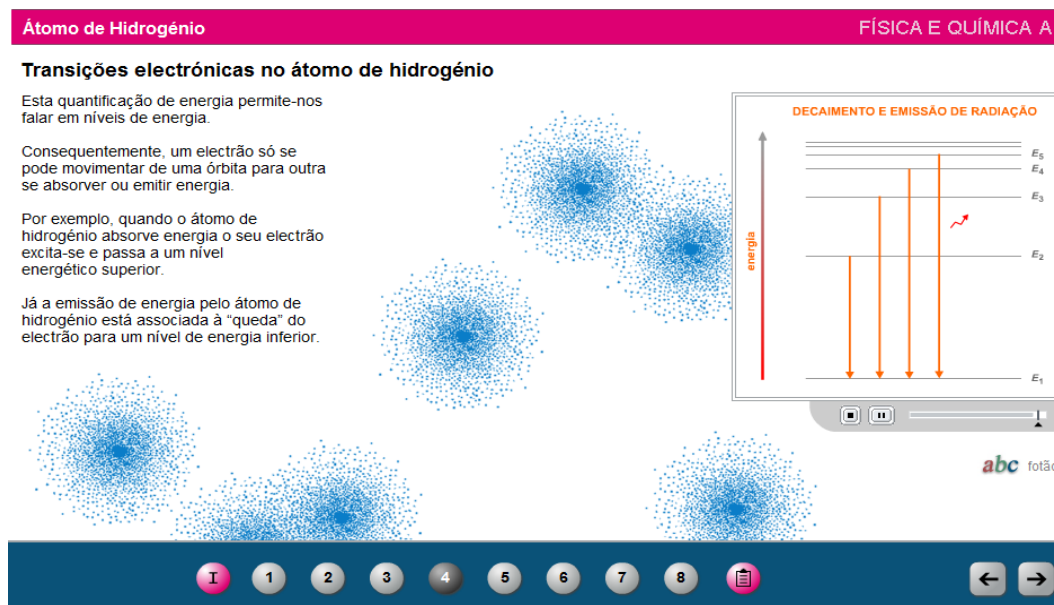 Átomo de Hidrogénio
FÍSICA E QUÍMICA A
Transições electrónicas no átomo de hidrogénio
Esta quantificação de energia permite-nos
falar em níveis de energia.
Consequentemente, um electrão só se
pode movimentar de uma órbita para outra
se absorver ou emitir energia.
Por exemplo, quando o átomo de
hidrogénio absorve energia o seu electrão
excita-se e passa a um nível
energético superior.
Já a emissão de energia pelo átomo de
hidrogénio está associada à “queda” do
electrão para um nível de energia inferior.
DECAIMENTO E EMISSÃO DE RADIAÇÃO
energia
E5
E4
E3
E2
E1
abc fotão
I 1 2 3 4 5 6 7 8